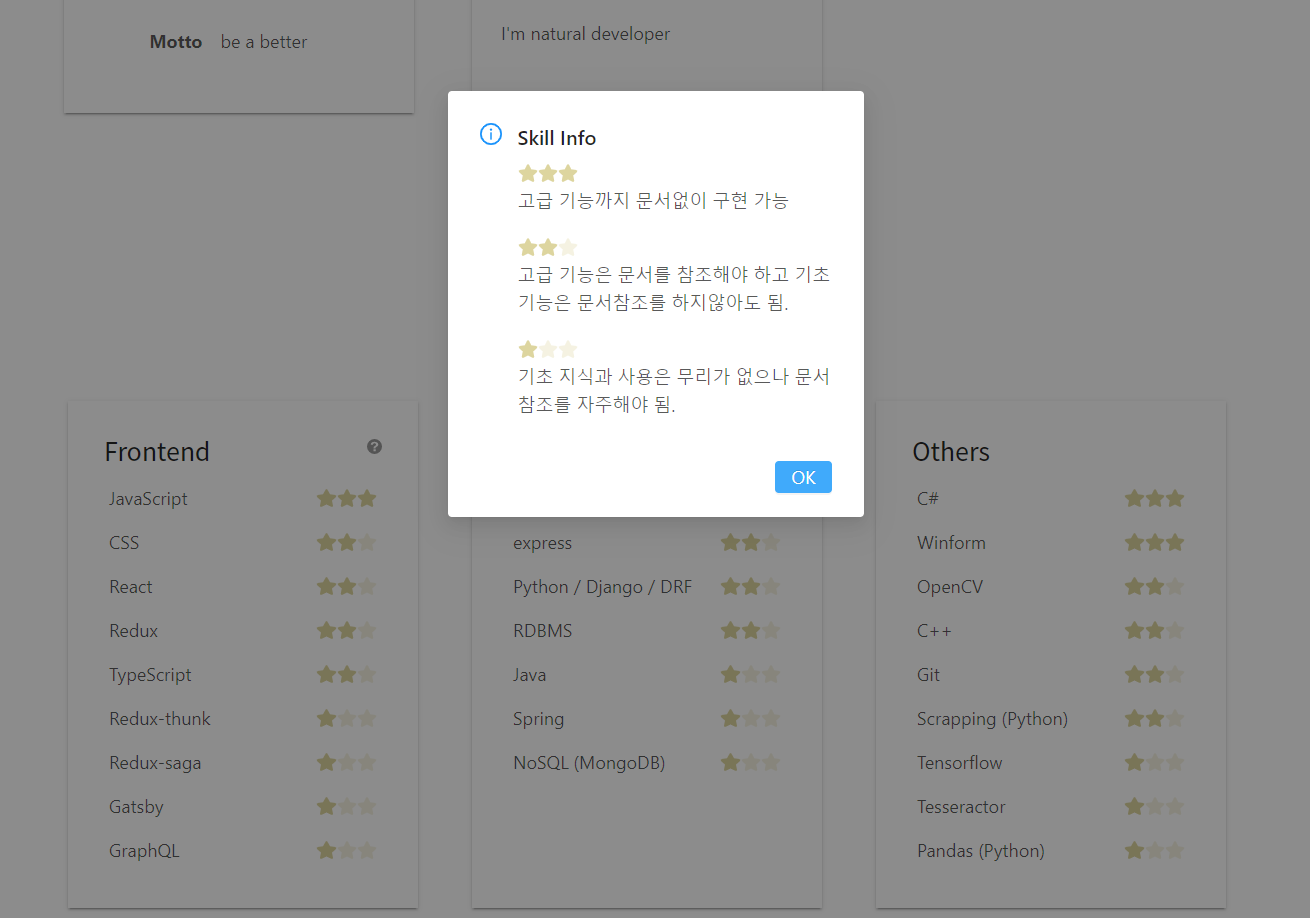 Motto be a better
I'm natural developer
Skill Info
고급 기능까지 문서없이 구현 가능
고급 기능은 문서를 참조해야 하고 기초
기능은 문서참조를 하지않아도 됨.
기초 지식과 사용은 무리가 없으나 문서
참조를 자주해야 됨.
OK
Frontend
JavaScript
CSS
React
Redux
TypeScript
Redux-thunk
Redux-saga
Gatsby
GraphQL
express
Python / Django / DRF
RDBMS
Java
Spring
NoSQL (MongoDB)
Others
C#
Winform
OpenCV
C++
Git
Scrapping (Python)
Tensorflow
Tesseractor
Pandas (Python)